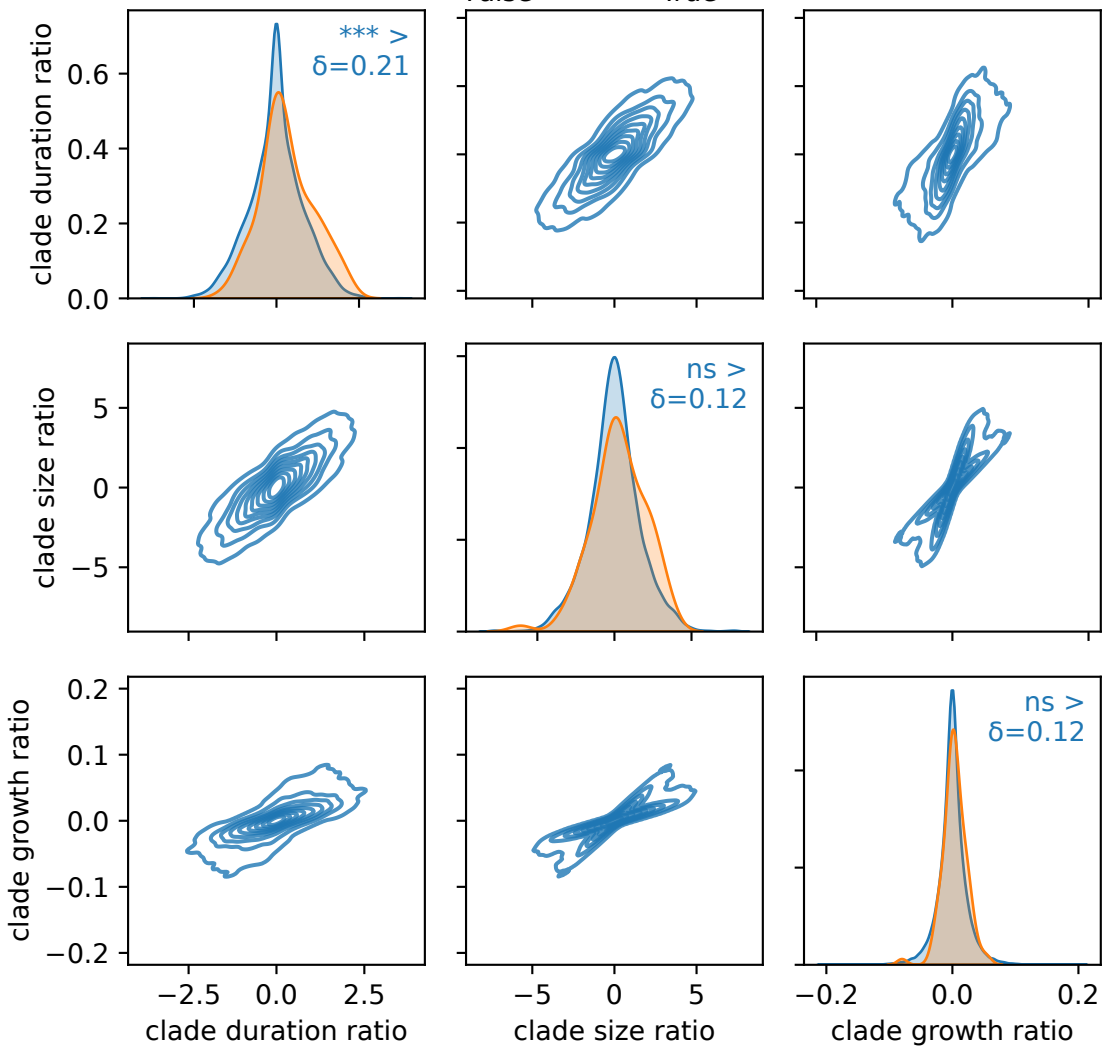 clade duration ratio
0.6
0.4
0.2
0.0
*** >
δ=0.21
clade size ratio
5
0
−5
ns >
δ=0.12
clade growth ratio
0.2
0.1
0.0
−0.1
−0.2
ns >
δ=0.12
−2.5 0.0 2.5
−5 0 5
−0.2 0.0 0.2
clade duration ratio
clade size ratio
clade growth ratio